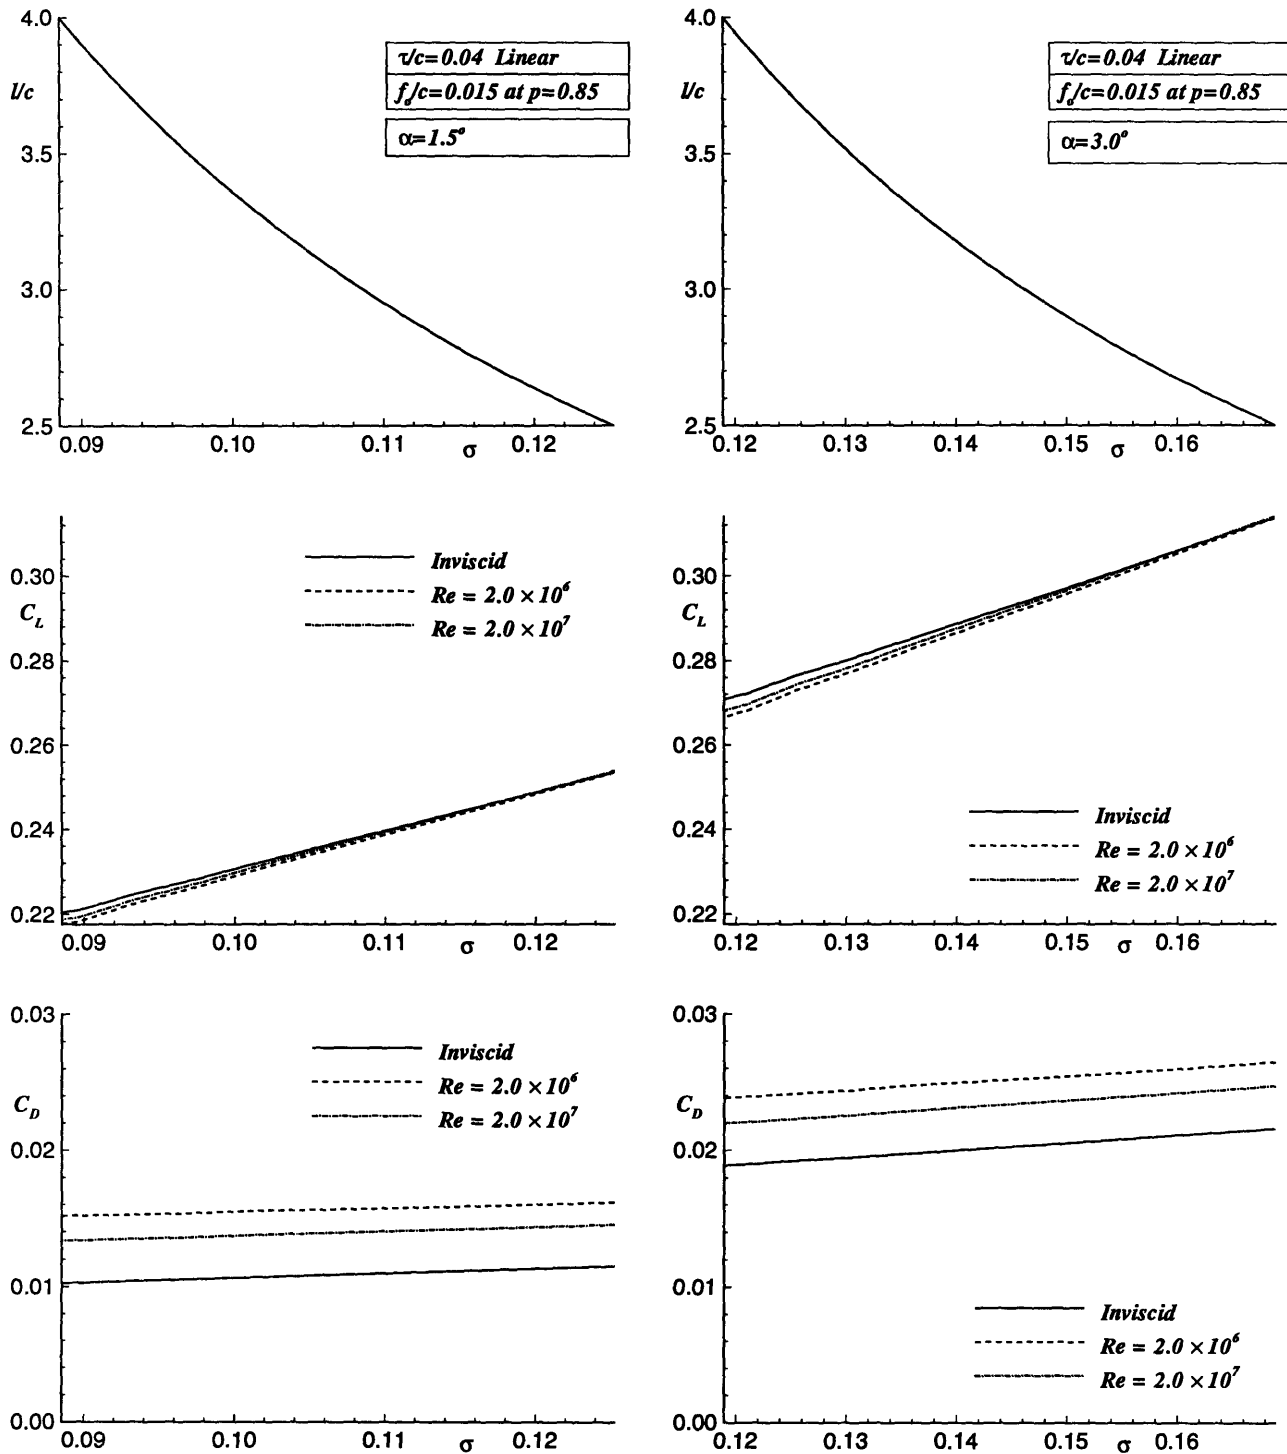 4.0
l/c
3.5
3.0
2.5
0.09 0.10 0.11 σ 0.12
τ/c=0.04 Linear
fₒ/c=0.015 at p=0.85
α=1.5°
4.0
l/c
3.5
3.0
2.5
0.12 0.13 0.14 0.15 σ 0.16
τ/c=0.04 Linear
fₒ/c=0.015 at p=0.85
α=3.0°
0.30
C_L
0.28
0.26
0.24
0.22
0.09 0.10 0.11 σ 0.12
Inviscid
Re = 2.0 × 10⁶
Re = 2.0 × 10⁷
0.30
C_L
0.28
0.26
0.24
0.22
0.12 0.13 0.14 0.15 σ 0.16
Inviscid
Re = 2.0 × 10⁶
Re = 2.0 × 10⁷
0.03
C_D
0.02
0.01
0.00
0.09 0.10 0.11 σ 0.12
Inviscid
Re = 2.0 × 10⁶
Re = 2.0 × 10⁷
0.03
C_D
0.02
0.01
0.00
0.12 0.13 0.14 0.15 σ 0.16
Inviscid
Re = 2.0 × 10⁶
Re = 2.0 × 10⁷